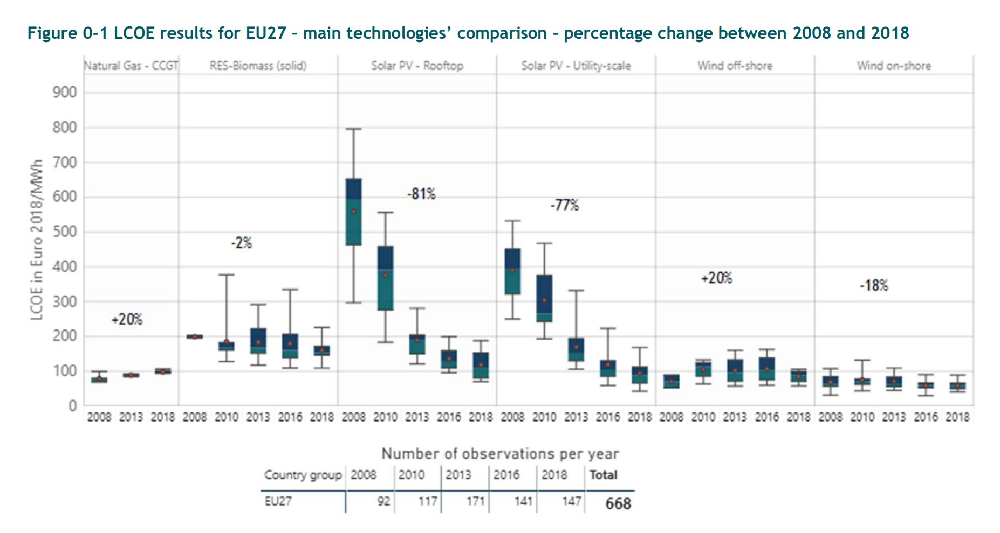 Figure 0-1 LCOE results for EU27 – main technologies’ comparison - percentage change between 2008 and 2018
Natural Gas - CCGT RES-Biomass (solid) Solar PV - Rooftop Solar PV - Utility-scale Wind off-shore Wind on-shore
LCOE in Euro 2018/MWh
900
800
700
600
500
400
300
200
100
0
+20%
-2%
-81%
-77%
+20%
-18%
2008 2013 2018 2008 2010 2013 2016 2018 2008 2010 2013 2016 2018 2008 2010 2013 2016 2018 2008 2010 2013 2016 2018 2008 2010 2013 2016 2018
Number of observations per year
Country group 2008 2010 2013 2016 2018 Total
EU27 92 117 171 141 147 668